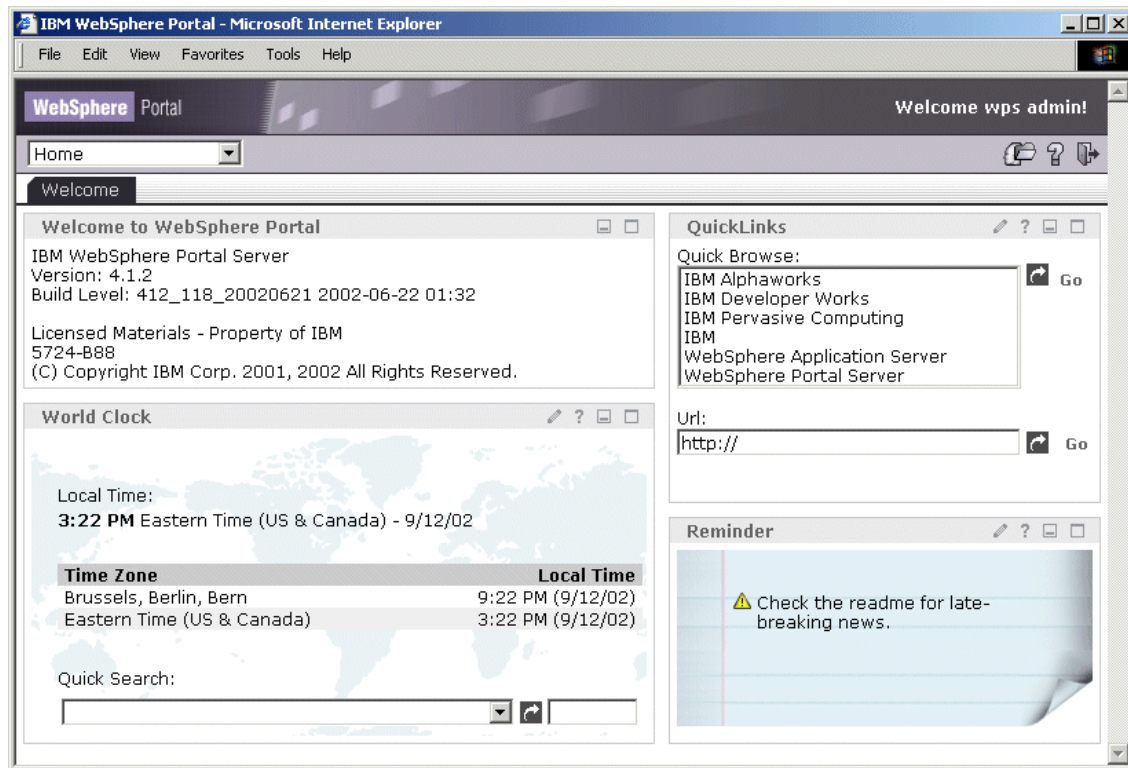 IBM WebSphere Portal - Microsoft Internet Explorer
File Edit View Favorites Tools Help
WebSphere Portal
Welcome wps admin!
Home
Welcome
Welcome to WebSphere Portal
IBM WebSphere Portal Server
Version: 4.1.2
Build Level: 412_118_20020621 2002-06-22 01:32
Licensed Materials - Property of IBM
5724-B88
(C) Copyright IBM Corp. 2001, 2002 All Rights Reserved.
World Clock
Local Time:
3:22 PM Eastern Time (US & Canada) - 9/12/02
Time Zone Local Time
Brussels, Berlin, Bern 9:22 PM (9/12/02)
Eastern Time (US & Canada) 3:22 PM (9/12/02)
Quick Search:
QuickLinks
Quick Browse:
IBM Alphaworks
IBM Developer Works
IBM Pervasive Computing
IBM
WebSphere Application Server
WebSphere Portal Server
Go
Url:
http://
Go
Reminder
Check the readme for late-
breaking news.